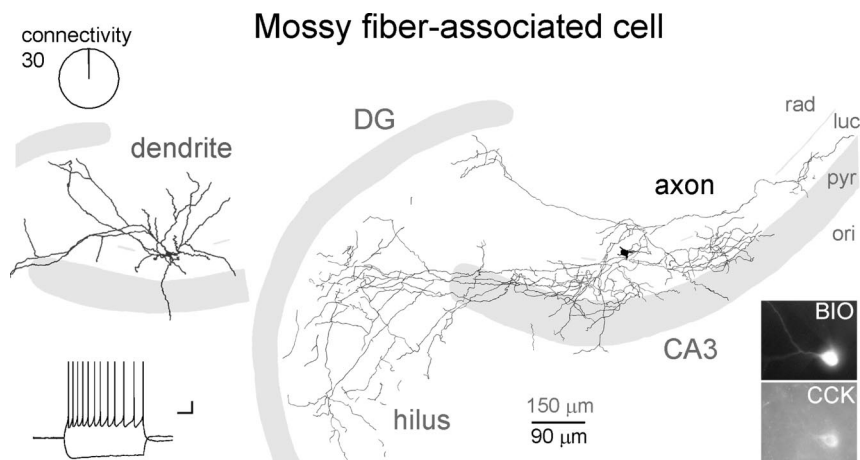 Mossy fiber-associated cell
connectivity
30
DG
dendrite
rad
luc
axon
pyr
ori
BIO
CA3
CCK
hilus
150 µm
90 µm